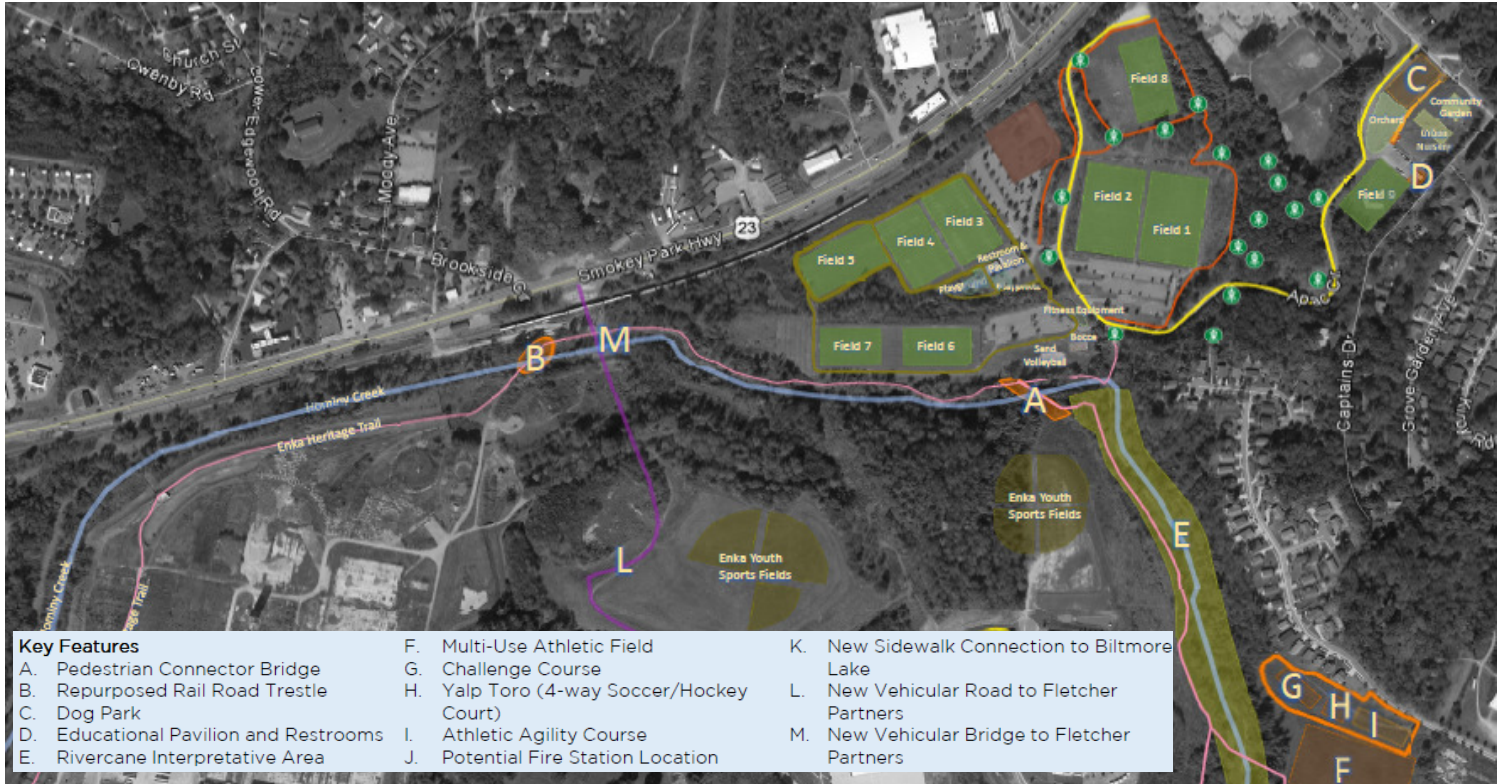 Church St
Owenby Rd
Lower Edgewood Rd
Moody Ave
Brookside Ct
Smokey Park Hwy
23
Field 8
C
Community
Garden
Orchard
Nursery
D
Field 9
Field 2
Field 1
Field 3
Field 4
Field 5
Restroom &
Pavilion
Playground
Fitness Equipment
Bocce
Sand
Volleyball
Field 7
Field 6
Captains Dr
Grove Garden Ave
Kirby Rd
B
M
A
Hominy Creek
Enka Heritage Trail
Enka Youth
Sports Fields
Enka Youth
Sports Fields
L
E
Hominy Creek
Heritage Trail
G
H
I
F
Key Features
A. Pedestrian Connector Bridge
B. Repurposed Rail Road Trestle
C. Dog Park
D. Educational Pavilion and Restrooms
E. Rivercane Interpretative Area
F. Multi-Use Athletic Field
G. Challenge Course
H. Yalp Toro (4-way Soccer/Hockey
Court)
I. Athletic Agility Course
J. Potential Fire Station Location
K. New Sidewalk Connection to Biltmore
Lake
L. New Vehicular Road to Fletcher
Partners
M. New Vehicular Bridge to Fletcher
Partners